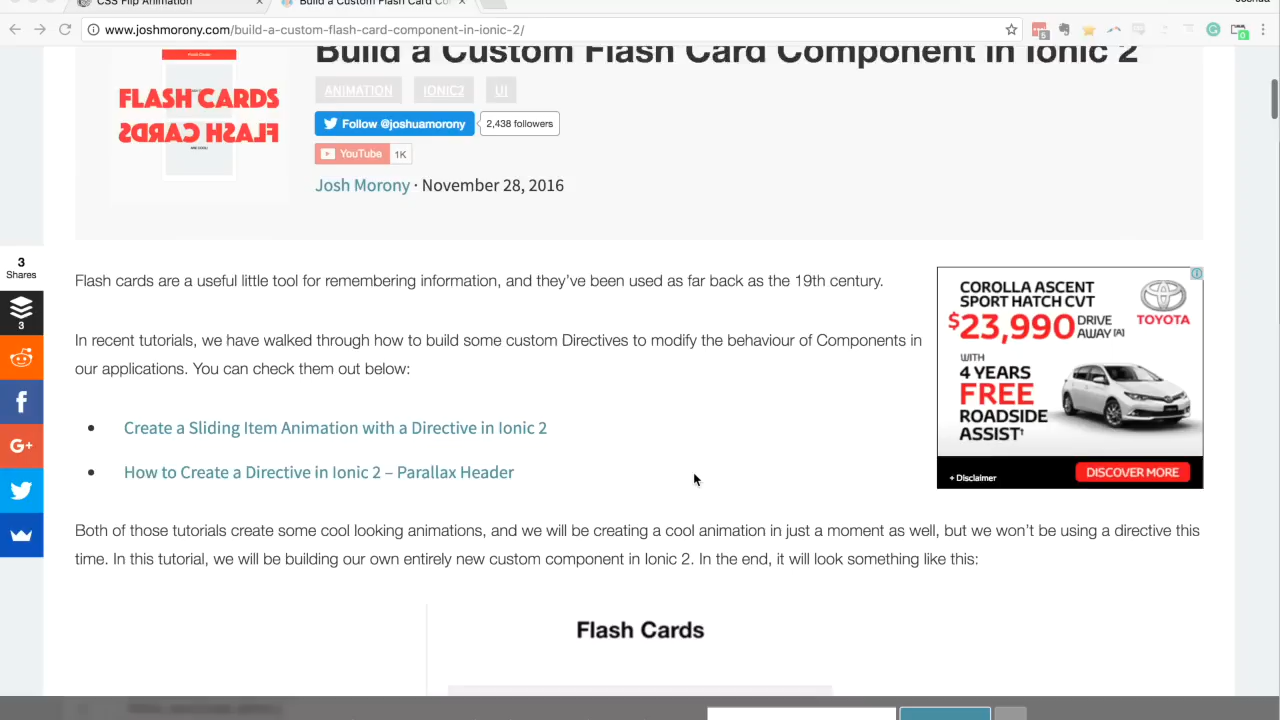 CSS Flip Animation
Build a Custom Flash Card Co
Joshua
www.joshmorony.com/build-a-custom-flash-card-component-in-ionic-2/
5
0
Build a Custom Flash Card Component in Ionic 2
Flash Cards
FLASH CARDS
FLASH CARDS
ANIMATION
IONIC2
UI
Follow @joshuamorony
2,438 followers
YouTube
1K
Josh Morony · November 28, 2016
3
Shares
3
Flash cards are a useful little tool for remembering information, and they've been used as far back as the 19th century.
In recent tutorials, we have walked through how to build some custom Directives to modify the behaviour of Components in
our applications. You can check them out below:
• Create a Sliding Item Animation with a Directive in Ionic 2
• How to Create a Directive in Ionic 2 – Parallax Header
COROLLA ASCENT
SPORT HATCH CVT
$23,990 DRIVE
AWAY [A]
TOYOTA
WITH
4 YEARS
FREE
ROADSIDE
ASSIST†
+ Disclaimer
DISCOVER MORE
G+
Both of those tutorials create some cool looking animations, and we will be creating a cool animation in just a moment as well, but we won't be using a directive this
time. In this tutorial, we will be building our own entirely new custom component in Ionic 2. In the end, it will look something like this:
Flash Cards